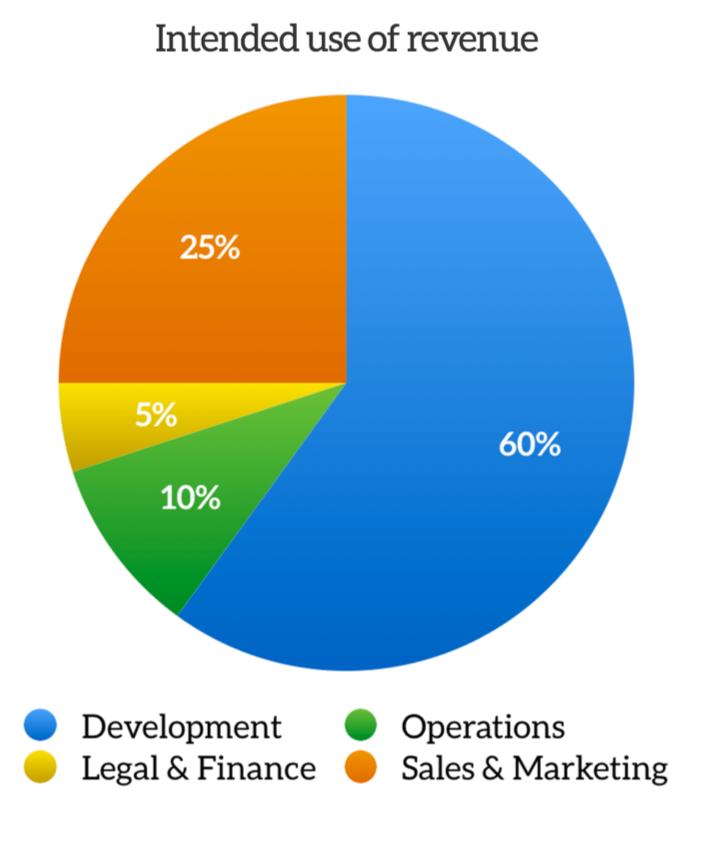 Intended use of revenue
25%
5%
60%
10%
Development
Operations
Legal & Finance
Sales & Marketing